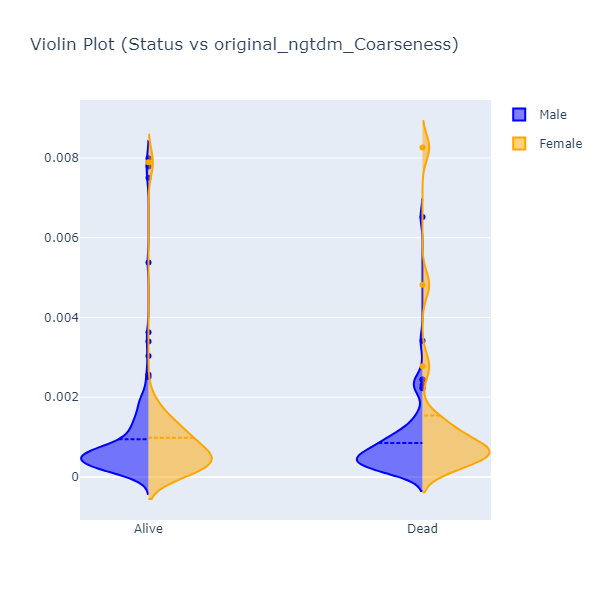 Violin Plot (Status vs original_ngtdm_Coarseness)
Male
Female
0.008
0.006
0.004
0.002
0
Alive
Dead